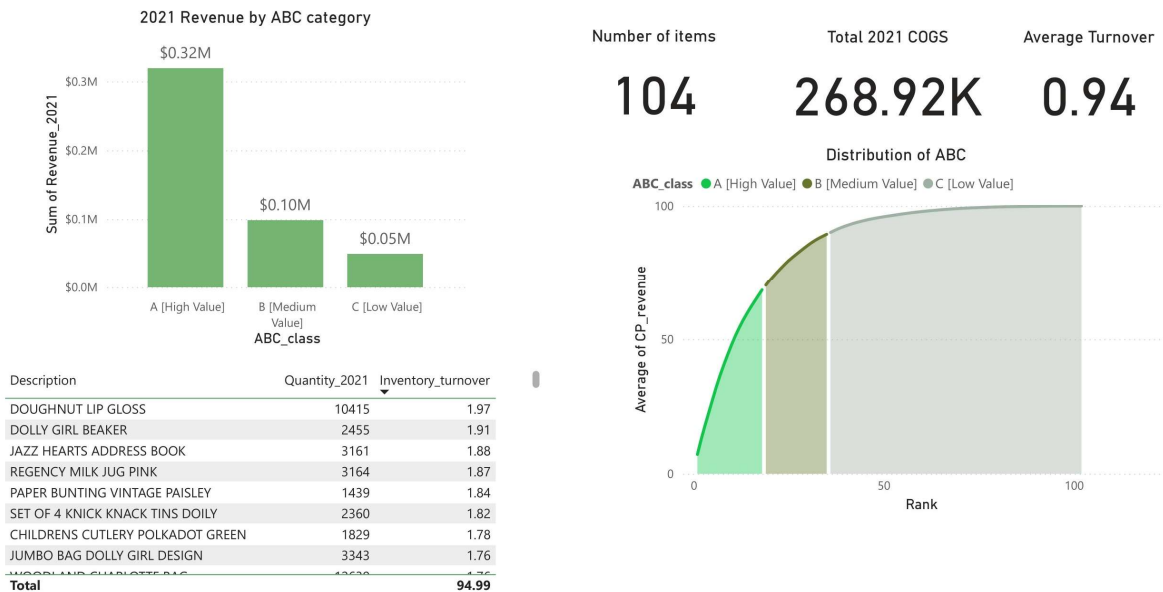 2021 Revenue by ABC category
$0.32M
$0.3M
$0.2M
$0.10M
$0.1M
$0.05M
$0.0M
Sum of Revenue_2021
A [High Value]
B [Medium
Value]
C [Low Value]
ABC_class
Number of items
Total 2021 COGS
Average Turnover
104
268.92K
0.94
Distribution of ABC
ABC_class A [High Value] B [Medium Value] C [Low Value]
100
50
0
Average of CP_revenue
0 50 100
Rank
Description Quantity_2021 Inventory_turnover
DOUGHNUT LIP GLOSS 10415 1.97
DOLLY GIRL BEAKER 2455 1.91
JAZZ HEARTS ADDRESS BOOK 3161 1.88
REGENCY MILK JUG PINK 3164 1.87
PAPER BUNTING VINTAGE PAISLEY 1439 1.84
SET OF 4 KNICK KNACK TINS DOILY 2360 1.82
CHILDRENS CUTLERY POLKADOT GREEN 1829 1.78
JUMBO BAG DOLLY GIRL DESIGN 3343 1.76
WOODLAND CHARLOTTE BAG 1.76
Total 94.99